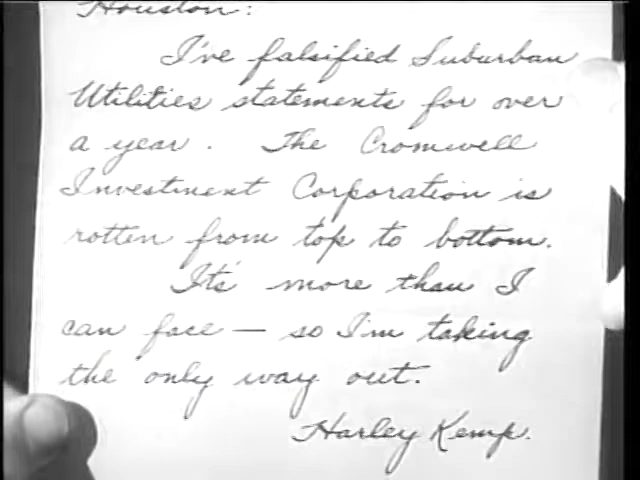 Houston:
I've falsified Suburban
Utilities statements for over
a year. The Cromwell
Investment Corporation is
rotten from top to bottom.
It's more than I
can face — so I'm taking
the only way out.
Harley Kemp.